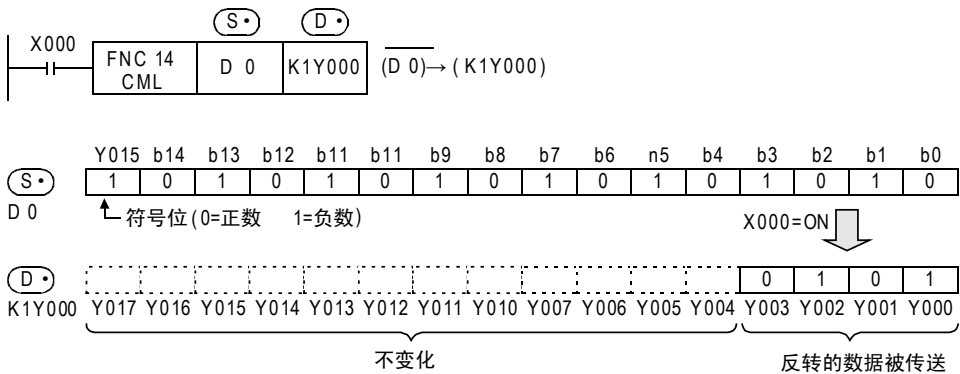 S· D·
X000
FNC 14 CML D 0 K1Y000 (D 0)→ ( K1Y000)
Y015 b14 b13 b12 b11 b11 b9 b8 b7 b6 n5 b4 b3 b2 b1 b0
S· 1 0 1 0 1 0 1 0 1 0 1 0 1 0 1 0
D 0 符号位(0=正数 1=负数) X000=ON
D· 0 1 0 1
K1Y000 Y017 Y016 Y015 Y014 Y013 Y012 Y011 Y010 Y007 Y006 Y005 Y004 Y003 Y002 Y001 Y000
不变化 反转的数据被传送